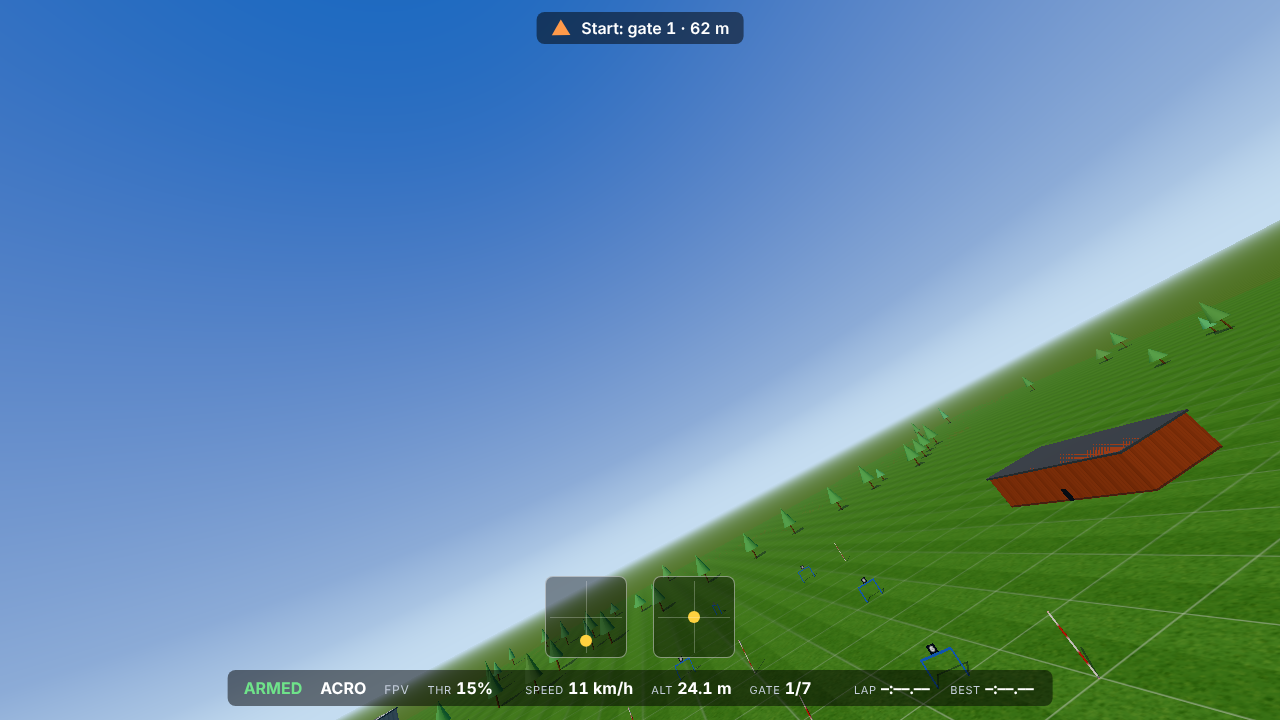 Start: gate 1 · 62 m
ARMED ACRO FPV THR 15% SPEED 11 km/h ALT 24.1 m GATE 1/7 LAP –:––.–– BEST –:––.––